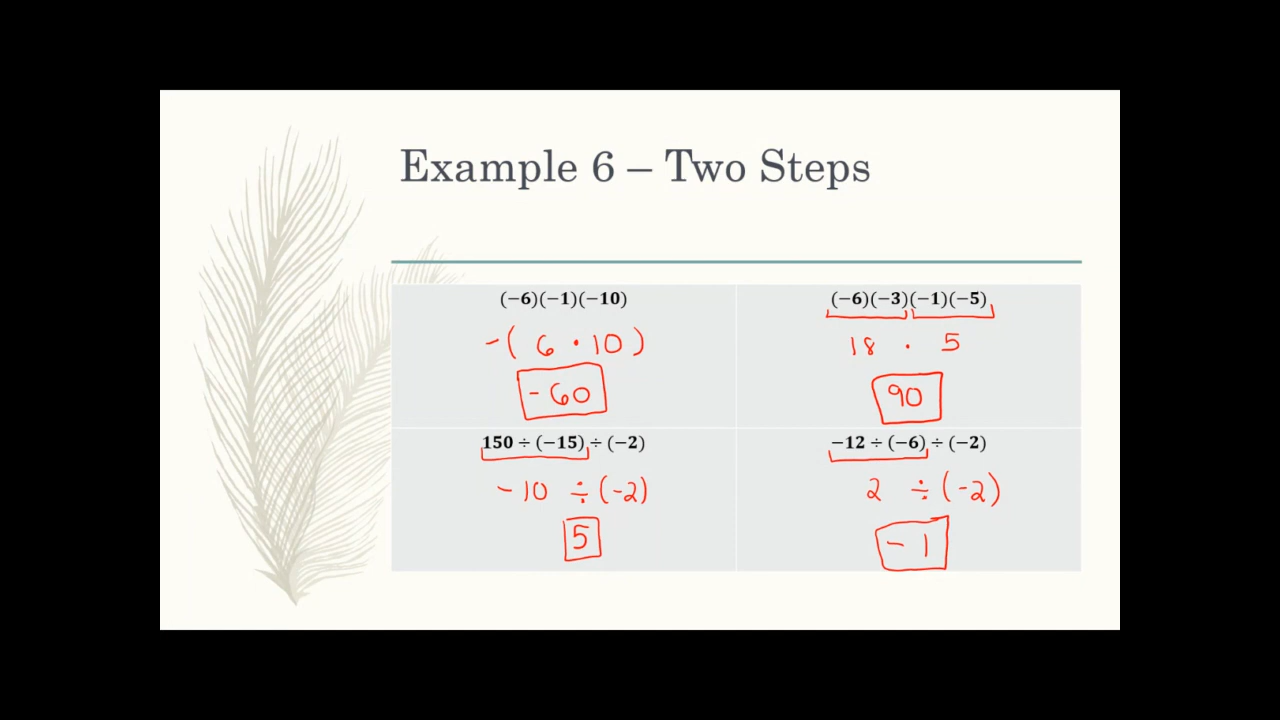 Example 6 – Two Steps
(−6)(−1)(−10)
-( 6 · 10 )
-60
(−6)(−3)(−1)(−5)
18 · 5
90
150 ÷ (−15) ÷ (−2)
-10 ÷ (-2)
5
−12 ÷ (−6) ÷ (−2)
2 ÷ (-2)
-1